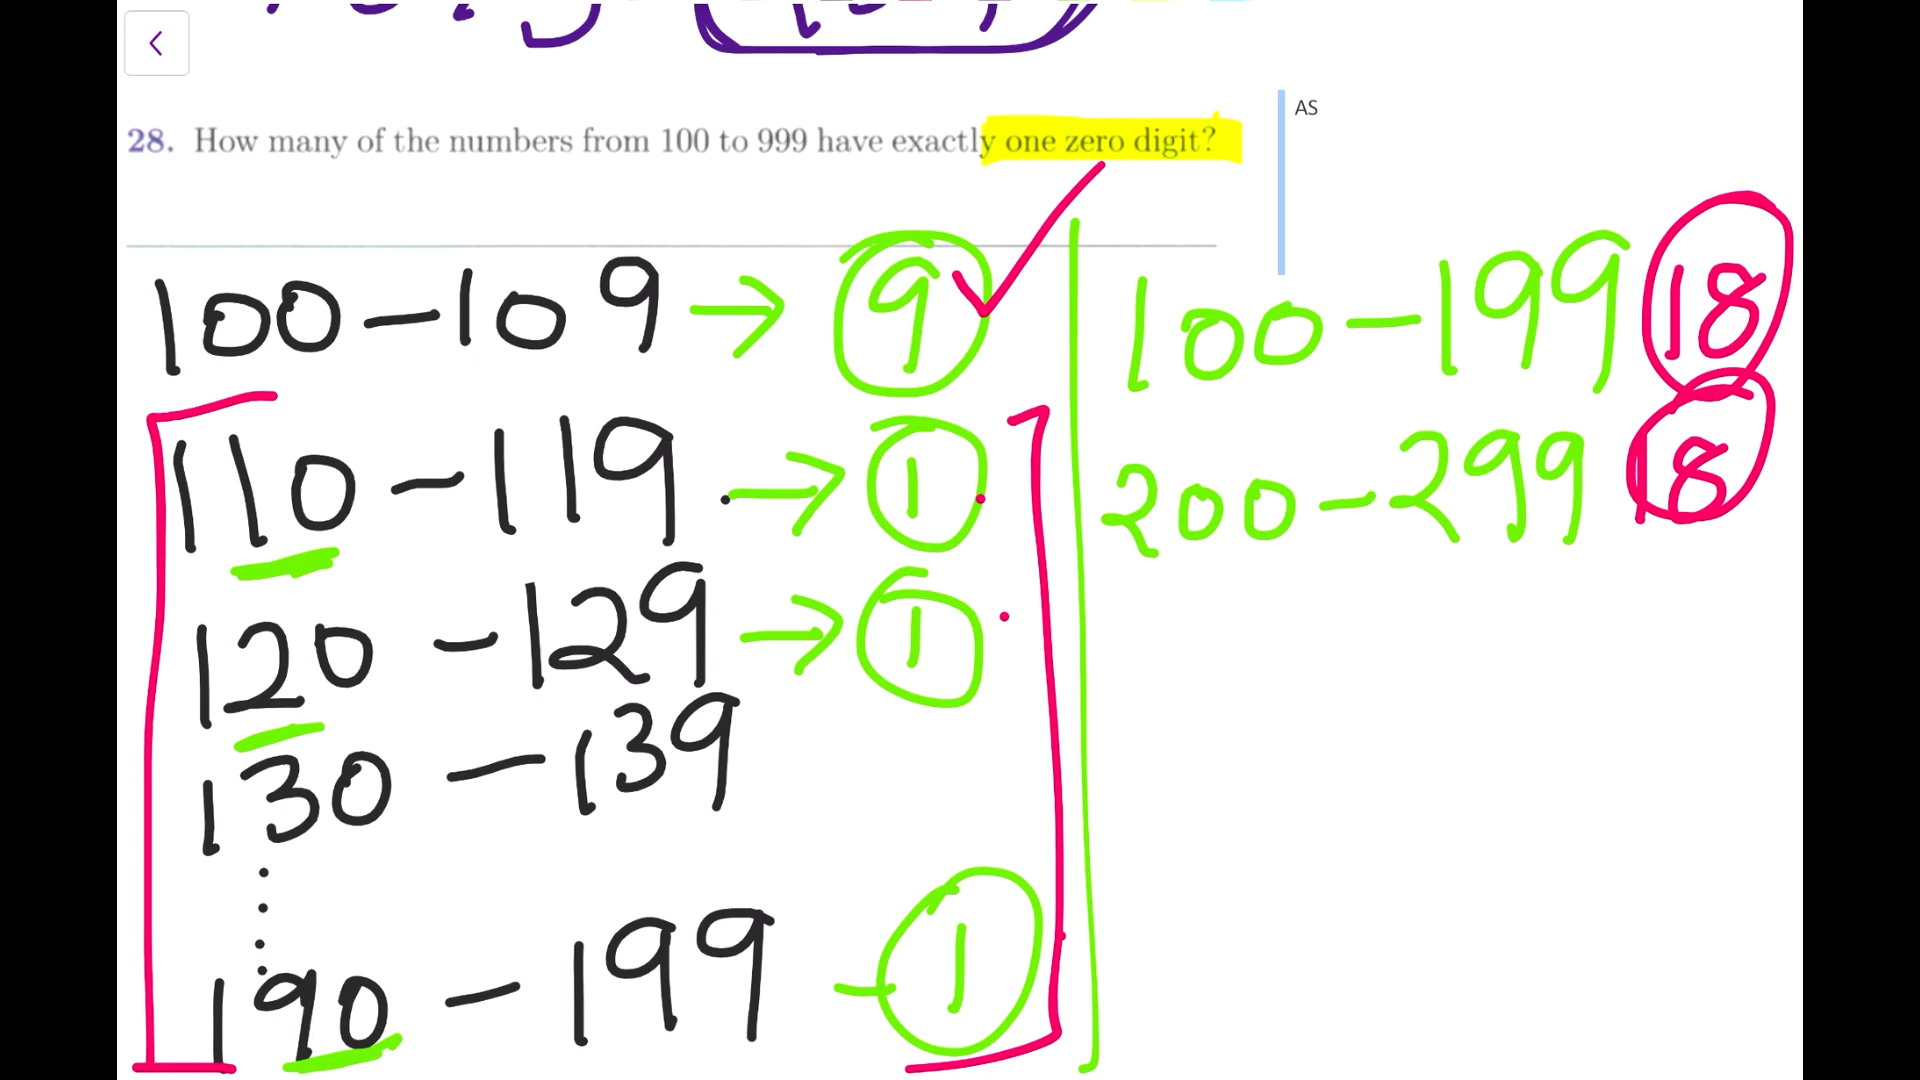 28. How many of the numbers from 100 to 999 have exactly one zero digit?
AS
100 – 109 → 9
110 – 119 → 1
120 – 129 → 1
130 – 139
190 – 199 – 1
100 – 199 18
200 – 299 18